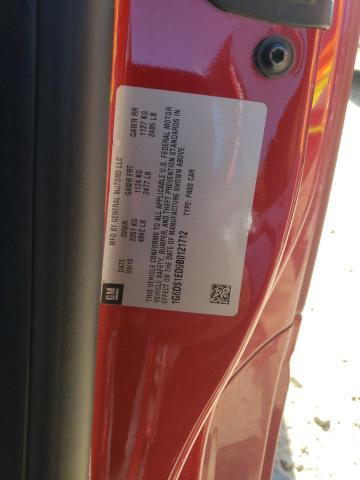 GM
MFD BY GENERAL MOTORS LLC
DATE GVWR GAWR FRT GAWR RR
09/10 2251 KG 1124 KG 1127 KG
4962 LB 2477 LB 2485 LB
THIS VEHICLE CONFORMS TO ALL APPLICABLE U.S. FEDERAL MOTOR
VEHICLE SAFETY, BUMPER, AND THEFT PREVENTION STANDARDS IN
EFFECT ON THE DATE OF MANUFACTURE SHOWN ABOVE.
1G6DS1ED9B0121712 TYPE: PASS CAR